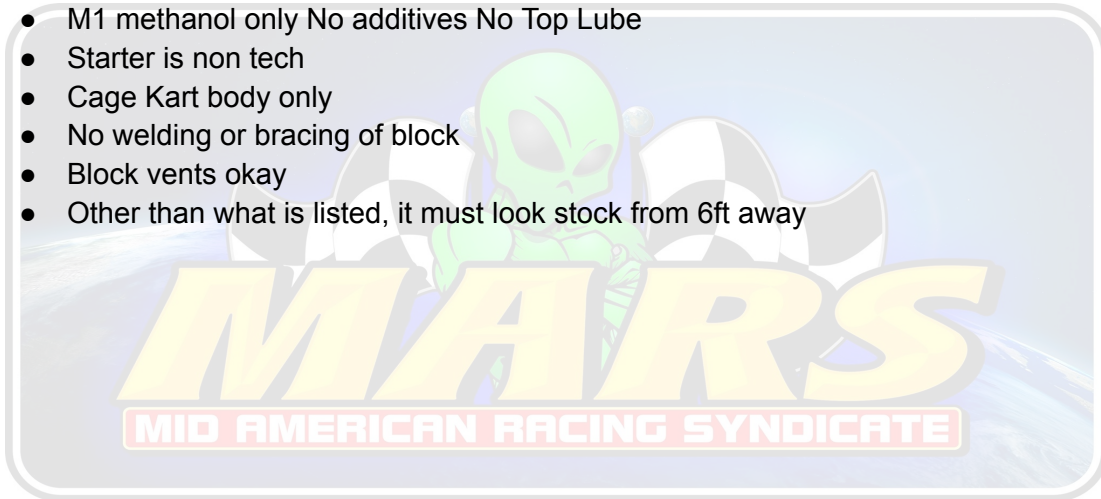 ● M1 methanol only No additives No Top Lube
● Starter is non tech
● Cage Kart body only
● No welding or bracing of block
● Block vents okay
● Other than what is listed, it must look stock from 6ft away
MARS
MID AMERICAN RACING SYNDICATE